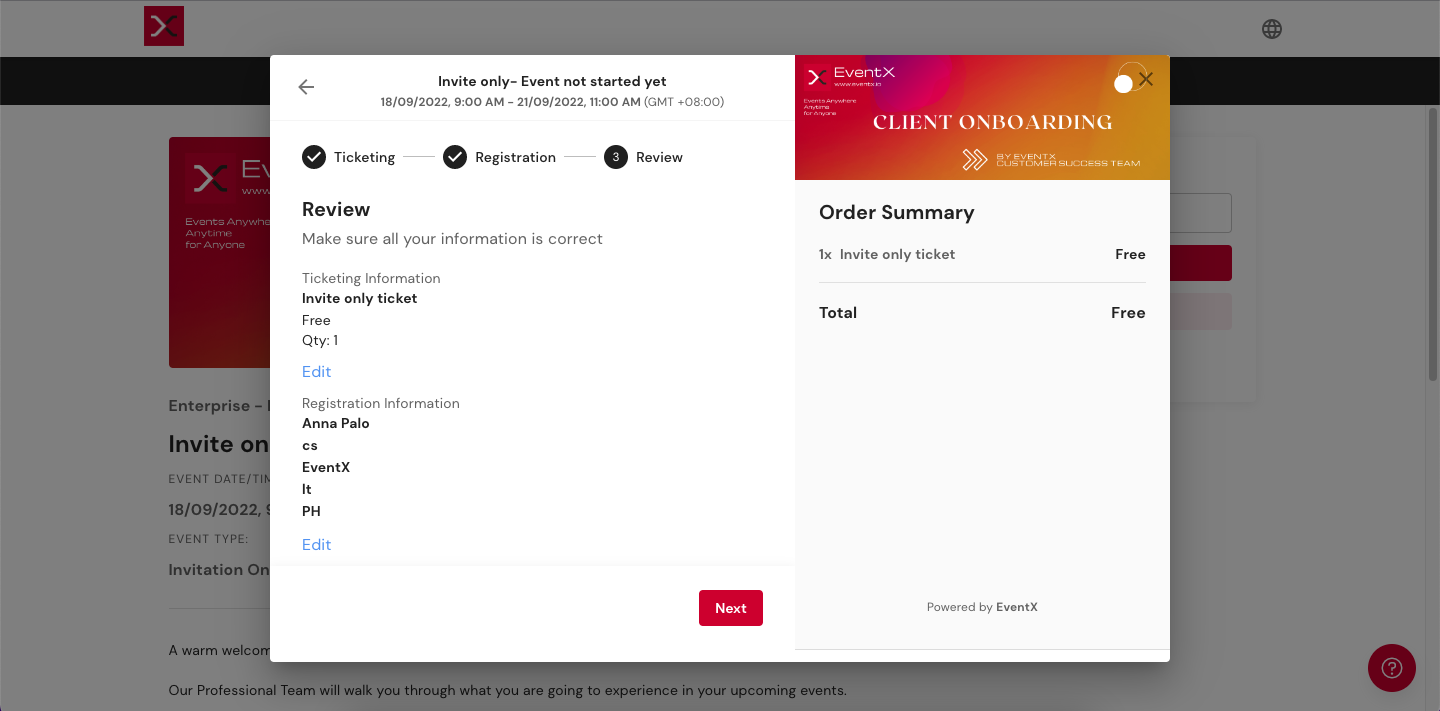 Invite only- Event not started yet
18/09/2022, 9:00 AM - 21/09/2022, 11:00 AM (GMT +08:00)
Ticketing
Registration
3 Review
Review
Make sure all your information is correct
Ticketing Information
Invite only ticket
Free
Qty: 1
Edit
Registration Information
Anna Palo
cs
EventX
It
PH
Edit
Next
EventX
www.eventx.io
Events Anywhere
Anytime
for Anyone
CLIENT ONBOARDING
BY EVENTX
CUSTOMER SUCCESS TEAM
Order Summary
1x Invite only ticket Free
Total Free
Powered by EventX
Events Anywhere
Anytime
for Anyone
Enterprise -
Invite on
EVENT DATE/TIM
18/09/2022, 9
EVENT TYPE:
Invitation On
A warm welcom
Our Professional Team will walk you through what you are going to experience in your upcoming events.